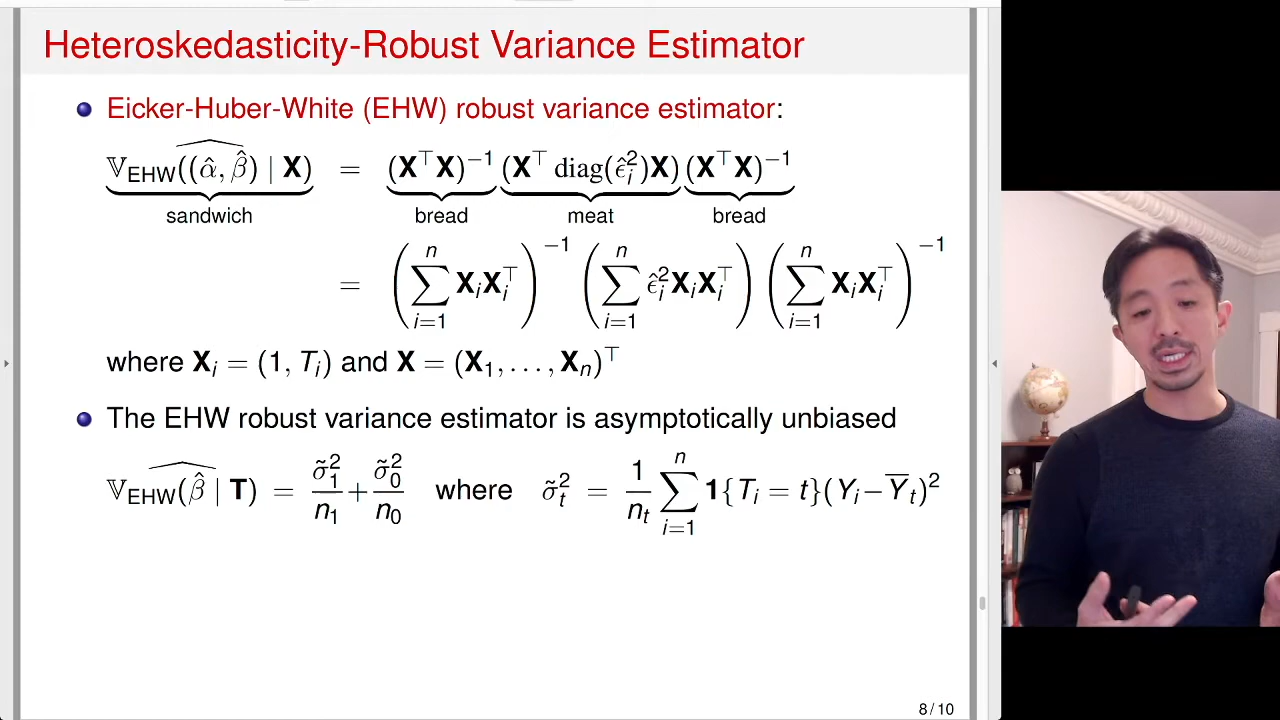 Heteroskedasticity-Robust Variance Estimator
Eicker-Huber-White (EHW) robust variance estimator:
𝕍_EHW((α̂, β̂) | X)^ = (X^⊤X)^−1 (X^⊤ diag(ϵ̂_i^2)X) (X^⊤X)^−1
sandwich bread meat bread
= (∑_{i=1}^{n} X_i X_i^⊤)^−1 (∑_{i=1}^{n} ϵ̂_i^2 X_i X_i^⊤) (∑_{i=1}^{n} X_i X_i^⊤)^−1
where X_i = (1, T_i) and X = (X_1, . . . , X_n)^⊤
The EHW robust variance estimator is asymptotically unbiased
𝕍_EHW(β̂ | T)^ = σ̃_1^2/n_1 + σ̃_0^2/n_0 where σ̃_t^2 = 1/n_t ∑_{i=1}^{n} 1{T_i = t}(Y_i − Y̅_t)^2
8 / 10